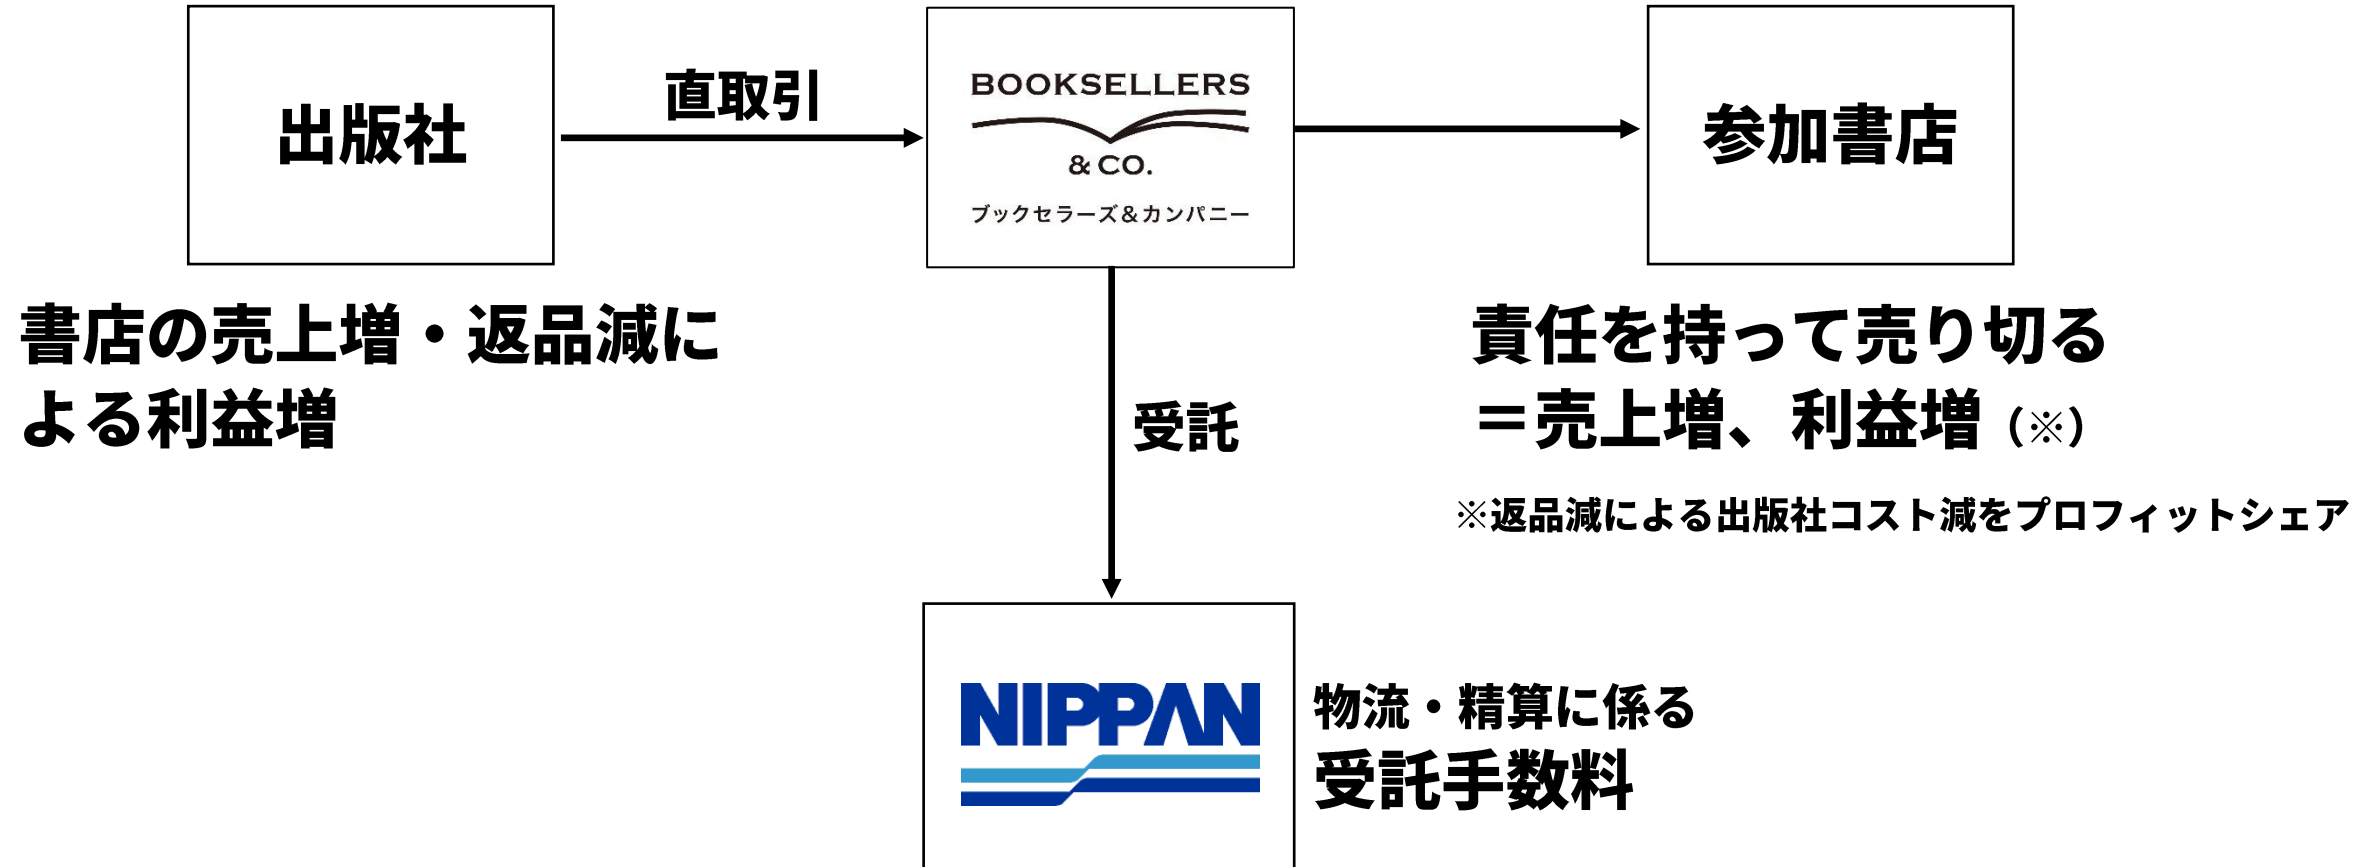 出版社
直取引
BOOKSELLERS
& CO.
ブックセラーズ&カンパニー
参加書店
書店の売上増・返品減に
よる利益増
責任を持って売り切る
＝売上増、利益増（※）
※返品減による出版社コスト減をプロフィットシェア
受託
NIPPAN
物流・精算に係る
受託手数料